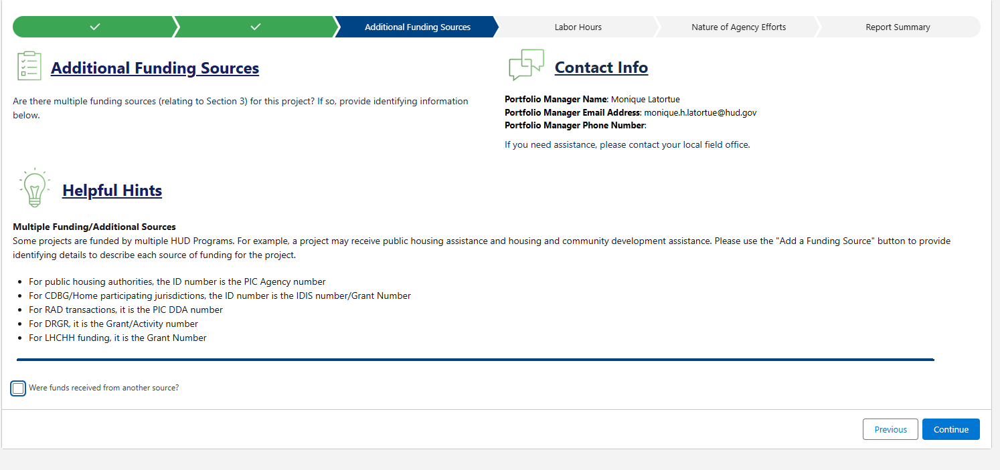 Additional Funding Sources
Labor Hours
Nature of Agency Efforts
Report Summary
Additional Funding Sources
Are there multiple funding sources (relating to Section 3) for this project? If so, provide identifying information
below.
Contact Info
Portfolio Manager Name: Monique Latortue
Portfolio Manager Email Address: monique.h.latortue@hud.gov
Portfolio Manager Phone Number:
If you need assistance, please contact your local field office.
Helpful Hints
Multiple Funding/Additional Sources
Some projects are funded by multiple HUD Programs. For example, a project may receive public housing assistance and housing and community development assistance. Please use the "Add a Funding Source" button to provide
identifying details to describe each source of funding for the project.
• For public housing authorities, the ID number is the PIC Agency number
• For CDBG/Home participating jurisdictions, the ID number is the IDIS number/Grant Number
• For RAD transactions, it is the PIC DDA number
• For DRGR, it is the Grant/Activity number
• For LHCHH funding, it is the Grant Number
Were funds received from another source?
Previous
Continue